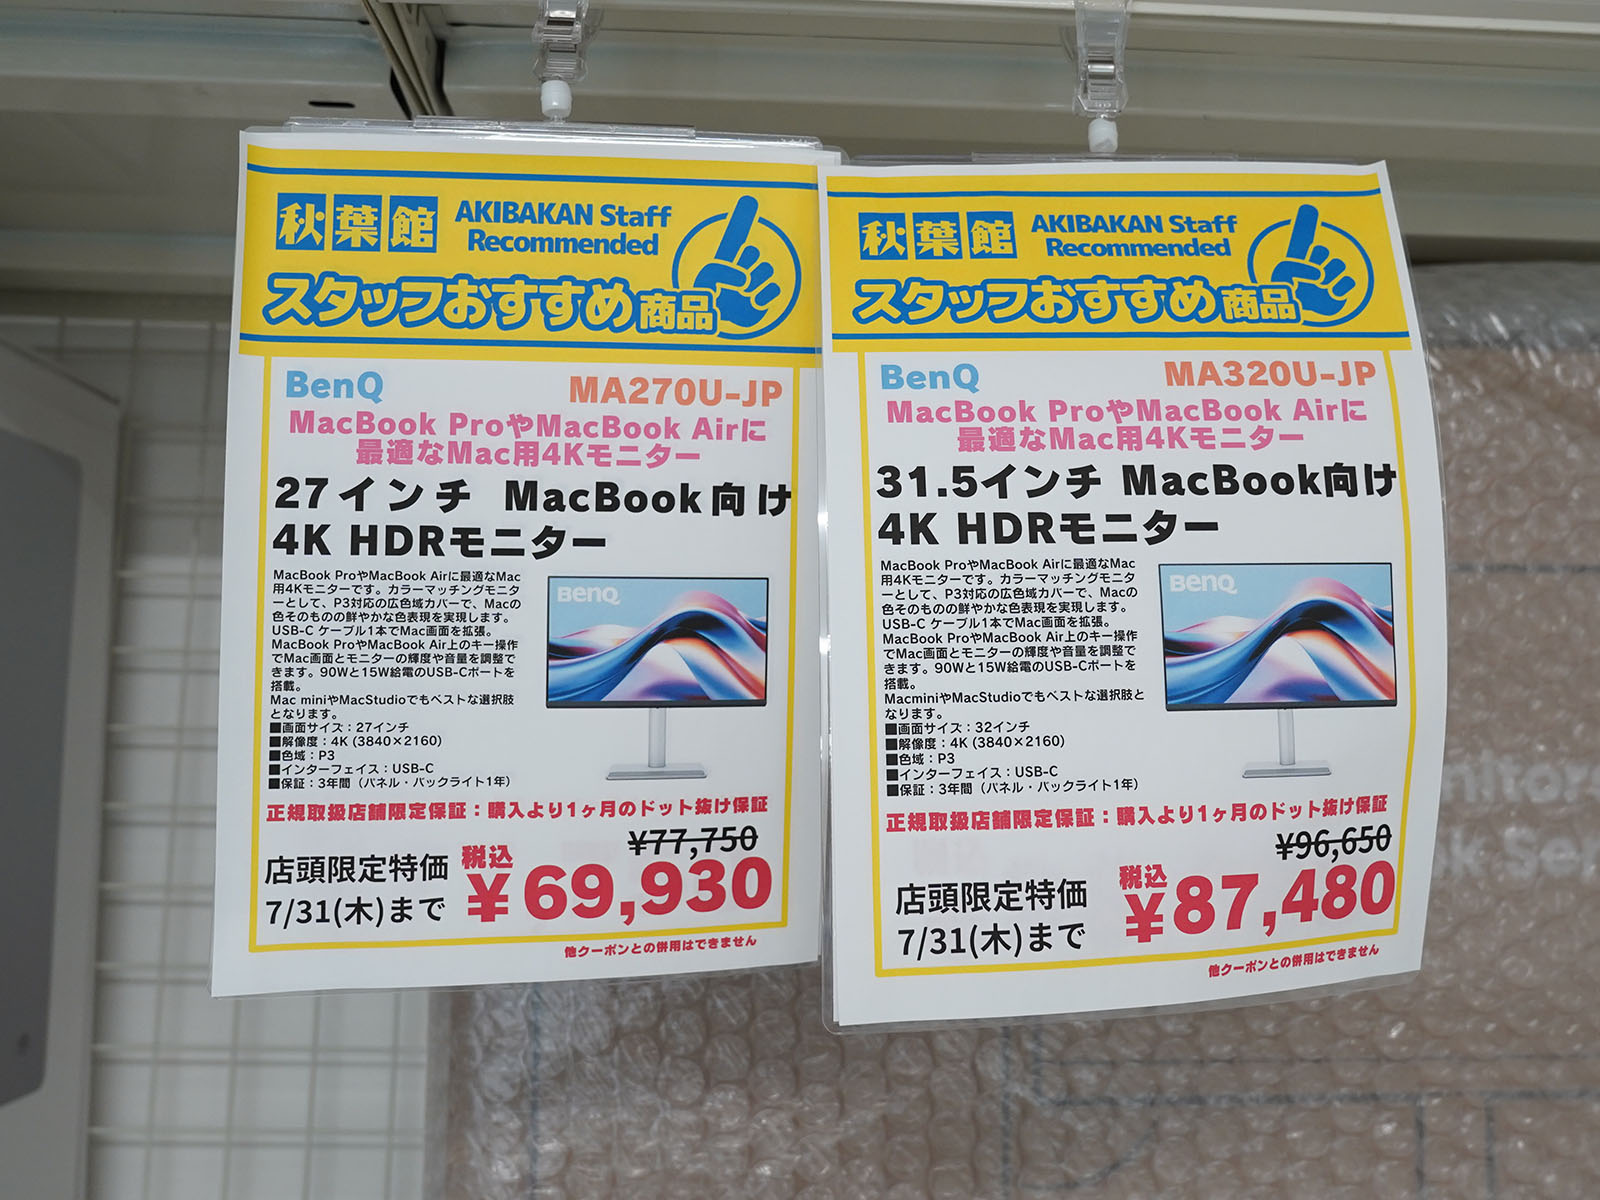 秋葉館
AKIBAKAN Staff
Recommended
スタッフおすすめ商品
BenQ
MA270U-JP
MacBook ProやMacBook Airに
最適なMac用4Kモニター
27インチ MacBook向け
4K HDRモニター
MacBook ProやMacBook Airに最適なMac
用4Kモニターです。カラーマッチングモニタ
ーとして、P3対応の広色域カバーで、Macの
色そのものの鮮やかな色表現を実現します。
USB-C ケーブル1本でMac画面を拡張。
MacBook ProやMacBook Air上のキー操作
でMac画面とモニターの輝度や音量を調整で
きます。90Wと15W給電のUSB-Cポートを
搭載。
Mac miniやMacStudioでもベストな選択肢
となります。
■画面サイズ：27インチ
■解像度：4K (3840×2160)
■色域：P3
■インターフェイス：USB-C
■保証：3年間（パネル・バックライト1年）
BenQ
正規取扱店舗限定保証：購入より1ヶ月のドット抜け保証
¥77,750
店頭限定特価
7/31(木)まで
税込
¥69,930
他クーポンとの併用はできません
秋葉館
AKIBAKAN Staff
Recommended
スタッフおすすめ商品
BenQ
MA320U-JP
MacBook ProやMacBook Airに
最適なMac用4Kモニター
31.5インチ MacBook向け
4K HDRモニター
MacBook ProやMacBook Airに最適なMac
用4Kモニターです。カラーマッチングモニタ
ーとして、P3対応の広色域カバーで、Macの
色そのものの鮮やかな色表現を実現します。
USB-C ケーブル1本でMac画面を拡張。
MacBook ProやMacBook Air上のキー操作
でMac画面とモニターの輝度や音量を調整で
きます。90Wと15W給電のUSB-Cポートを
搭載。
MacminiやMacStudioでもベストな選択肢と
なります。
■画面サイズ：32インチ
■解像度：4K (3840×2160)
■色域：P3
■インターフェイス：USB-C
■保証：3年間（パネル・バックライト1年）
BenQ
正規取扱店舗限定保証：購入より1ヶ月のドット抜け保証
¥96,650
店頭限定特価
7/31(木)まで
税込
¥87,480
他クーポンとの併用はできません